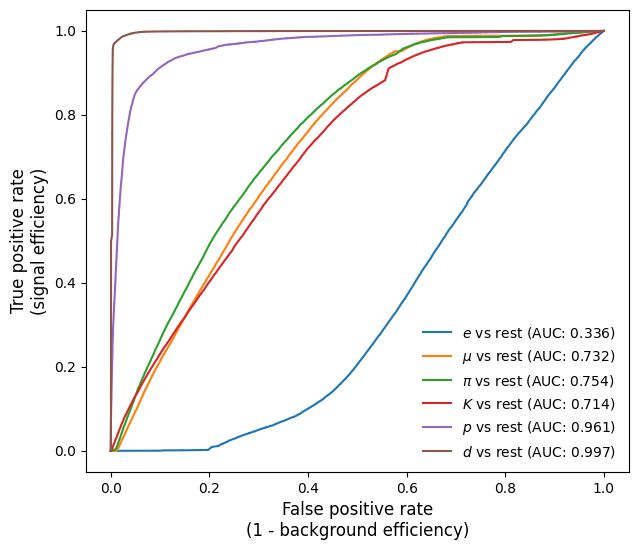 True positive rate
(signal efficiency)
1.0
0.8
0.6
0.4
0.2
0.0
e vs rest (AUC: 0.336)
μ vs rest (AUC: 0.732)
π vs rest (AUC: 0.754)
K vs rest (AUC: 0.714)
p vs rest (AUC: 0.961)
d vs rest (AUC: 0.997)
0.0 0.2 0.4 0.6 0.8 1.0
False positive rate
(1 - background efficiency)